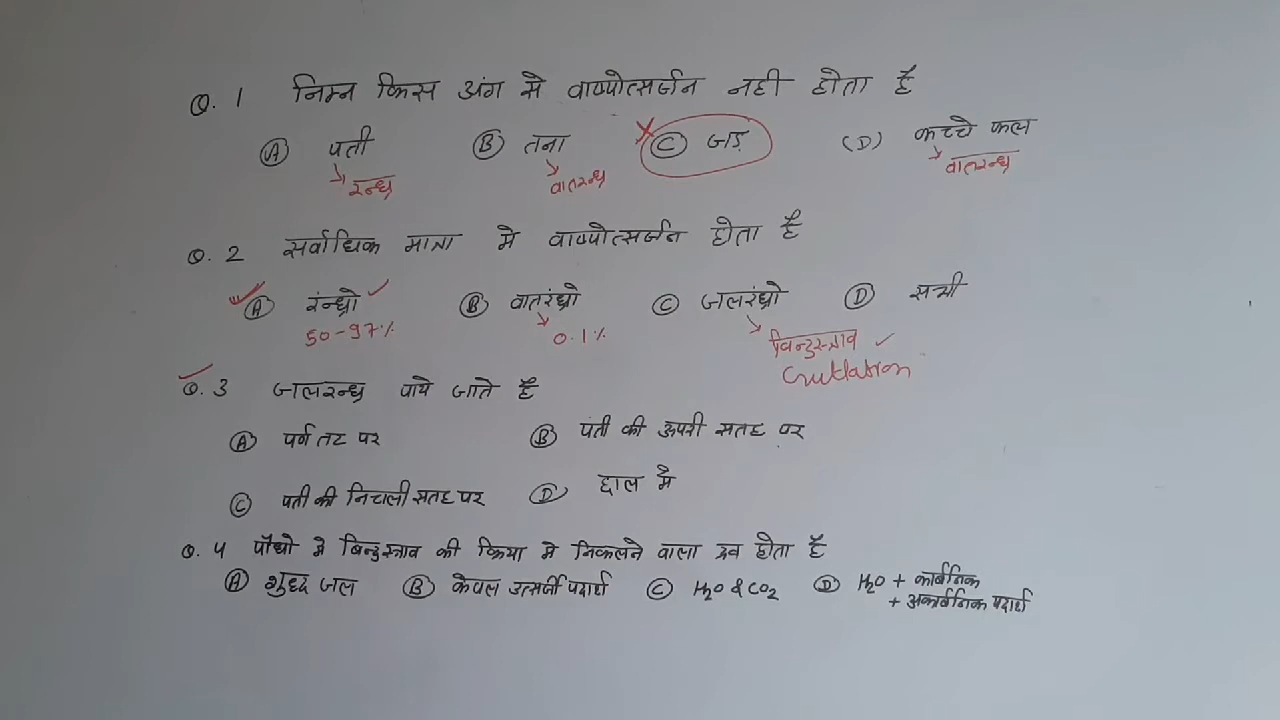 Q. 1 निम्न किस अंग मे वाष्पोत्सर्जन नही होता है
A पत्ती B तना C जड़ (D) कच्चे फल
रन्ध्र वातरन्ध्र वातरन्ध्र
Q. 2 सर्वाधिक मात्रा मे वाष्पोत्सर्जन होता है
A रंन्ध्रो B वातरंध्रो C जलरंध्रो D सभी
50-97% 0.1% बिन्दुस्त्राव
Guttation
Q. 3 जलरन्ध्र पाये जाते है
A पर्ण तट पर B पत्ती की ऊपरी सतह पर
C पत्ती की निचाली सतह पर D छाल मै
Q. 4 पौधो मे बिन्दुस्त्राव की क्रिया मे निकलने वाला द्रव होता है
A शुद्ध जल B केवल उत्सर्जी पदार्थ C H₂O & CO₂ D H₂O + कार्बनिक
+ अकार्बनिक पदार्थ